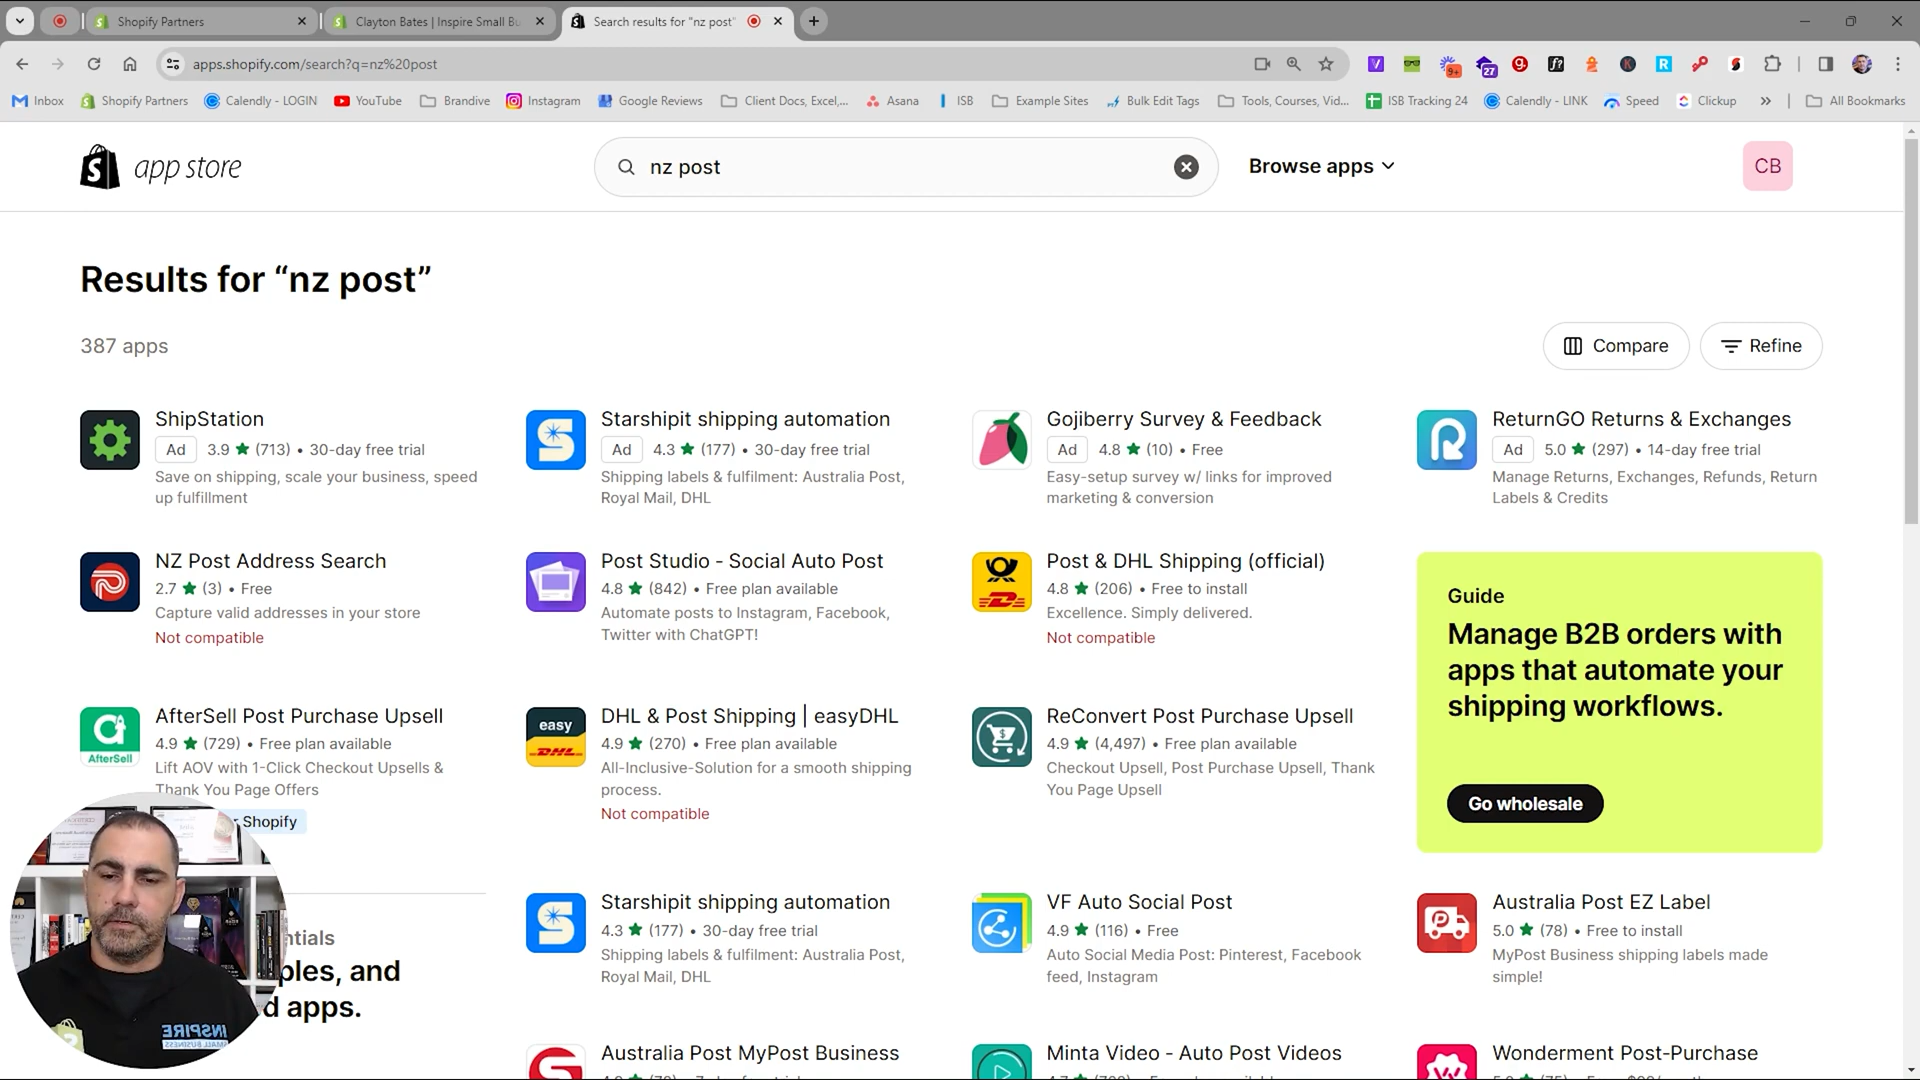 Shopify Partners
Clayton Bates | Inspire Small Bu
Search results for "nz post"
apps.shopify.com/search?q=nz%20post
9+
27
f?
R
Inbox
Shopify Partners
Calendly - LOGIN
YouTube
Brandive
Instagram
Google Reviews
Client Docs, Excel,...
Asana
ISB
Example Sites
Bulk Edit Tags
Tools, Courses, Vid...
ISB Tracking 24
Calendly - LINK
Speed
Clickup
All Bookmarks
app store
nz post
Browse apps
CB
Results for “nz post”
387 apps
Compare
Refine
ShipStation
Ad 3.9 ★ (713) • 30-day free trial
Save on shipping, scale your business, speed
up fulfillment
Starshipit shipping automation
Ad 4.3 ★ (177) • 30-day free trial
Shipping labels & fulfilment: Australia Post,
Royal Mail, DHL
Gojiberry Survey & Feedback
Ad 4.8 ★ (10) • Free
Easy-setup survey w/ links for improved
marketing & conversion
ReturnGO Returns & Exchanges
Ad 5.0 ★ (297) • 14-day free trial
Manage Returns, Exchanges, Refunds, Return
Labels & Credits
NZ Post Address Search
2.7 ★ (3) • Free
Capture valid addresses in your store
Not compatible
Post Studio - Social Auto Post
4.8 ★ (842) • Free plan available
Automate posts to Instagram, Facebook,
Twitter with ChatGPT!
Post & DHL Shipping (official)
4.8 ★ (206) • Free to install
Excellence. Simply delivered.
Not compatible
Guide
Manage B2B orders with
apps that automate your
shipping workflows.
Go wholesale
AfterSell
AfterSell Post Purchase Upsell
4.9 ★ (729) • Free plan available
Lift AOV with 1-Click Checkout Upsells &
Thank You Page Offers
r Shopify
easy
DHL
DHL & Post Shipping | easyDHL
4.9 ★ (270) • Free plan available
All-Inclusive-Solution for a smooth shipping
process.
Not compatible
ReConvert Post Purchase Upsell
4.9 ★ (4,497) • Free plan available
Checkout Upsell, Post Purchase Upsell, Thank
You Page Upsell
ntials
ples, and
d apps.
INSPIRE
SMALL BUSINESS
Starshipit shipping automation
4.3 ★ (177) • 30-day free trial
Shipping labels & fulfilment: Australia Post,
Royal Mail, DHL
VF Auto Social Post
4.9 ★ (116) • Free
Auto Social Media Post: Pinterest, Facebook
feed, Instagram
Australia Post EZ Label
5.0 ★ (78) • Free to install
MyPost Business shipping labels made
simple!
Australia Post MyPost Business
Minta Video - Auto Post Videos
Wonderment Post-Purchase